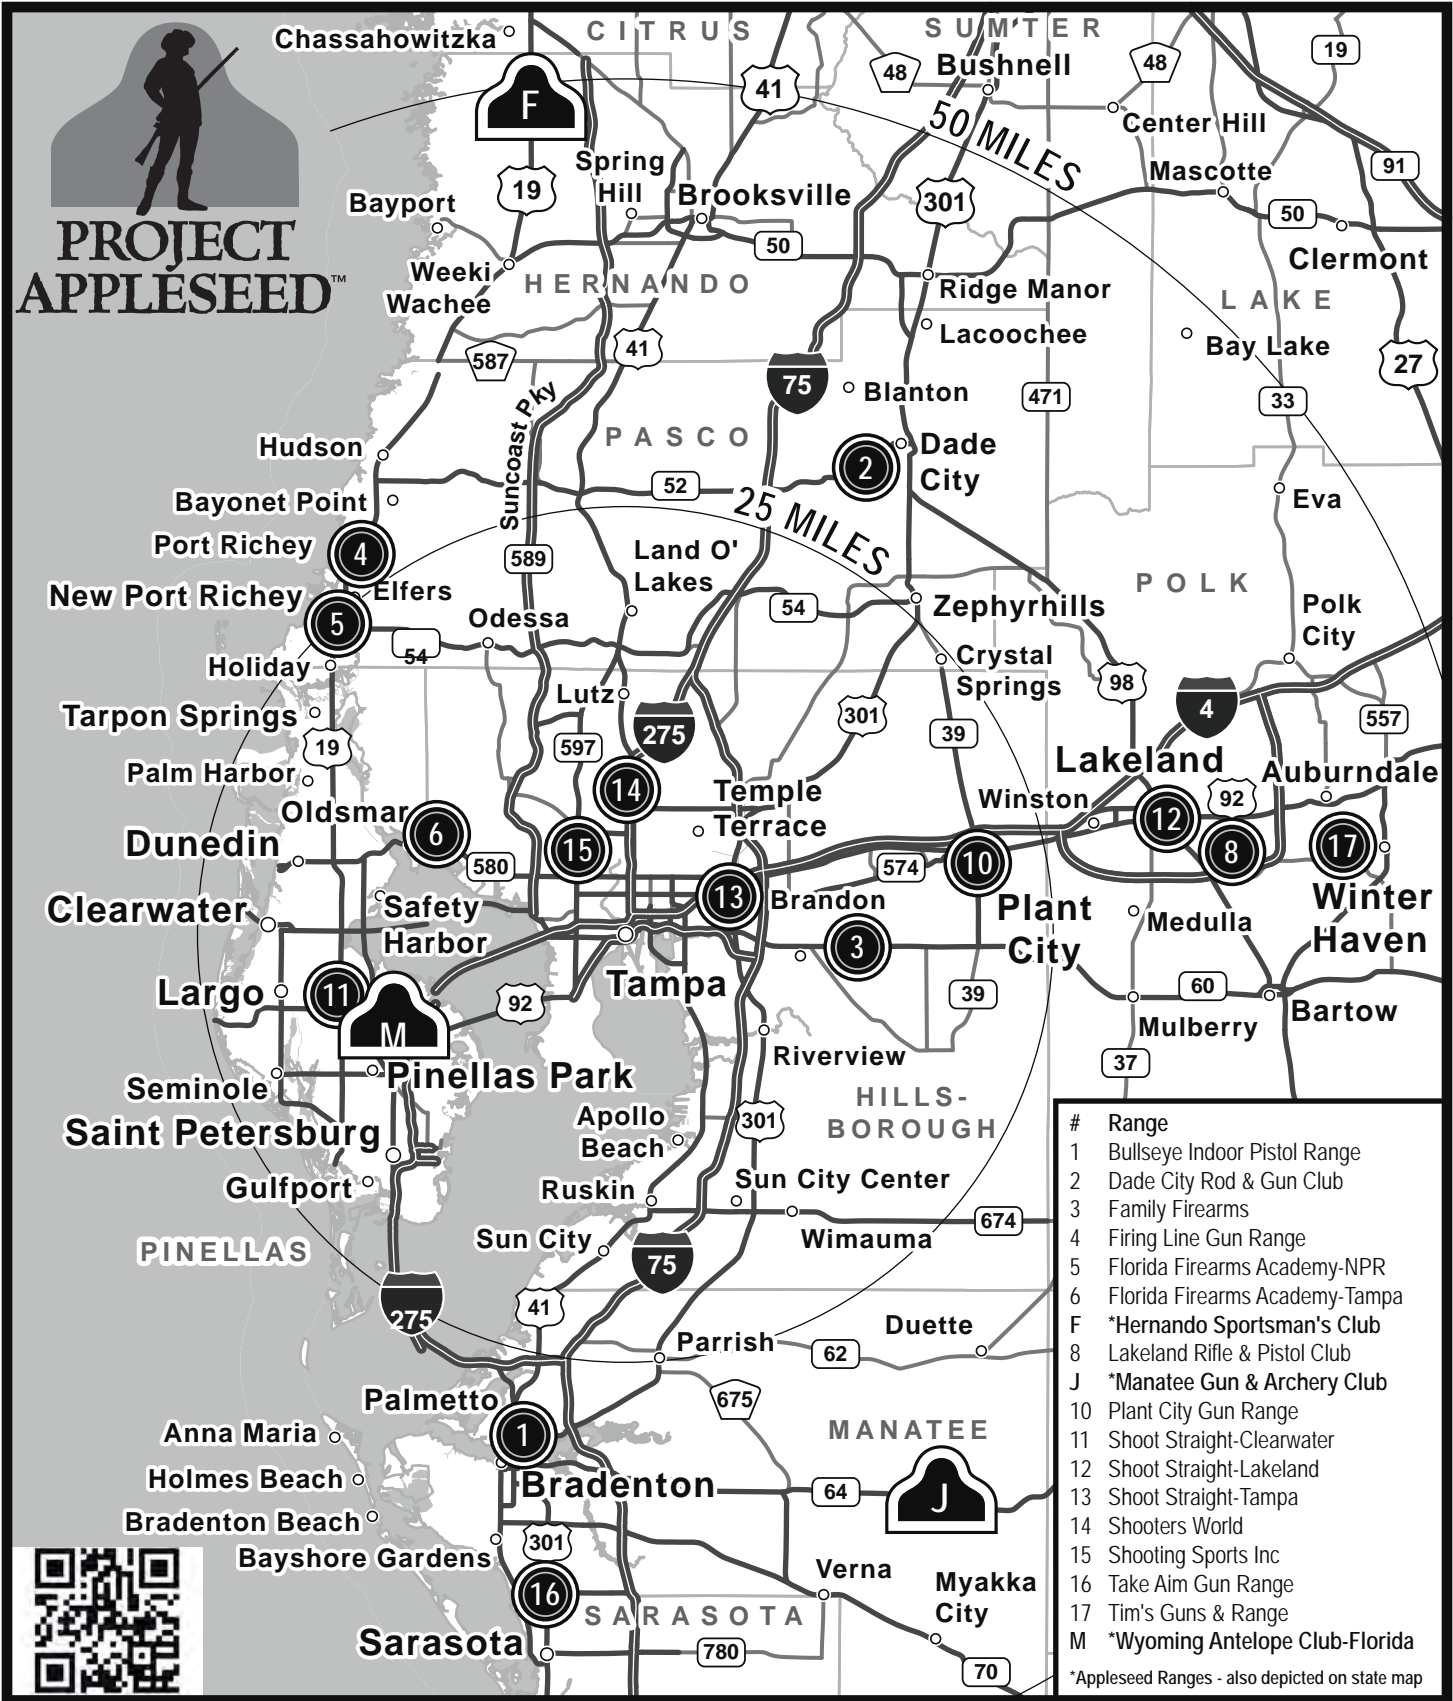 CITRUS
SUMTER
Chassahowitzka
F
41
48
Bushnell
48
19
Center Hill
50 MILES
91
Spring
Hill
Mascotte
19
Brooksville
301
Bayport
50
50
PROJECT
APPLESEED™
Clermont
Weeki
Wachee
HERNANDO
Ridge Manor
LAKE
Lacoochee
Bay Lake
41
587
27
75
Blanton
471
33
Suncoast Pky
PASCO
Hudson
Dade
City
2
52
Bayonet Point
25 MILES
Eva
Port Richey
4
589
Land O'
Lakes
New Port Richey
Elfers
5
54
Zephyrhills
POLK
Polk
City
Odessa
54
Holiday
Crystal
Springs
98
Lutz
4
Tarpon Springs
301
557
275
39
597
19
Lakeland
Palm Harbor
14
Temple
Terrace
Winston
92
Auburndale
Oldsmar
6
12
Dunedin
15
8
17
580
574
10
13
Brandon
Clearwater
Safety
Harbor
Plant
City
Medulla
Winter
Haven
3
Tampa
Largo
11
92
39
60
Bartow
M
Mulberry
Riverview
37
Pinellas Park
Seminole
HILLS-
BOROUGH
Apollo
Beach
301
Saint Petersburg
Sun City Center
Gulfport
Ruskin
674
Sun City
Wimauma
PINELLAS
75
275
41
Duette
Parrish
62
Palmetto
675
1
Anna Maria
MANATEE
Holmes Beach
Bradenton
64
J
Bradenton Beach
301
Bayshore Gardens
Verna
Myakka
City
16
SARASOTA
Sarasota
780
70
# Range
1 Bullseye Indoor Pistol Range
2 Dade City Rod & Gun Club
3 Family Firearms
4 Firing Line Gun Range
5 Florida Firearms Academy-NPR
6 Florida Firearms Academy-Tampa
F *Hernando Sportsman's Club
8 Lakeland Rifle & Pistol Club
J *Manatee Gun & Archery Club
10 Plant City Gun Range
11 Shoot Straight-Clearwater
12 Shoot Straight-Lakeland
13 Shoot Straight-Tampa
14 Shooters World
15 Shooting Sports Inc
16 Take Aim Gun Range
17 Tim's Guns & Range
M *Wyoming Antelope Club-Florida
*Appleseed Ranges - also depicted on state map